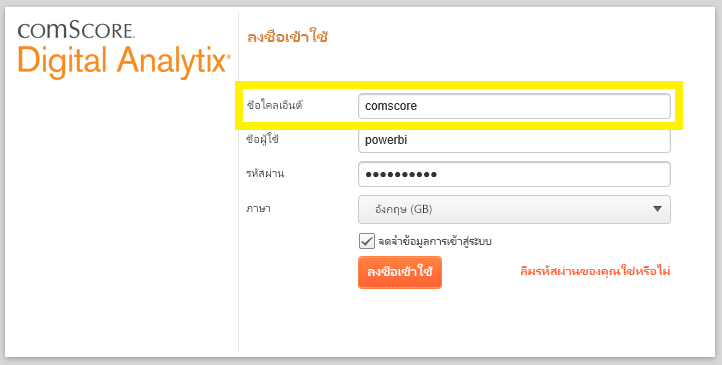 comScore.
Digital Analytix®
ลงชื่อเข้าใช้
ชื่อไคลเอ็นต์
comscore
ชื่อผู้ใช้
powerbi
รหัสผ่าน
●●●●●●●●●●
ภาษา
อังกฤษ (GB)
จดจำข้อมูลการเข้าสู่ระบบ
ลงชื่อเข้าใช้
ลืมรหัสผ่านของคุณใช่หรือไม่